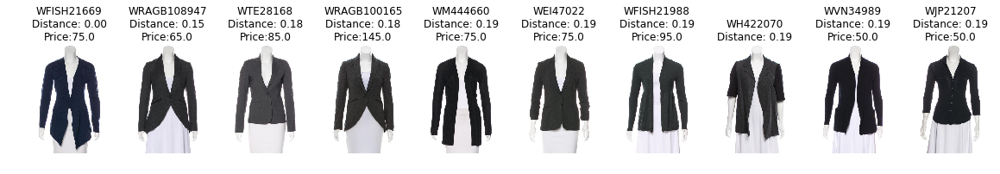 WFISH21669
Distance: 0.00
Price:75.0
WRAGB108947
Distance: 0.15
Price:65.0
WTE28168
Distance: 0.18
Price:85.0
WRAGB100165
Distance: 0.18
Price:145.0
WM444660
Distance: 0.19
Price:75.0
WEI47022
Distance: 0.19
Price:75.0
WFISH21988
Distance: 0.19
Price:95.0
WH422070
Distance: 0.19
WVN34989
Distance: 0.19
Price:50.0
WJP21207
Distance: 0.19
Price:50.0